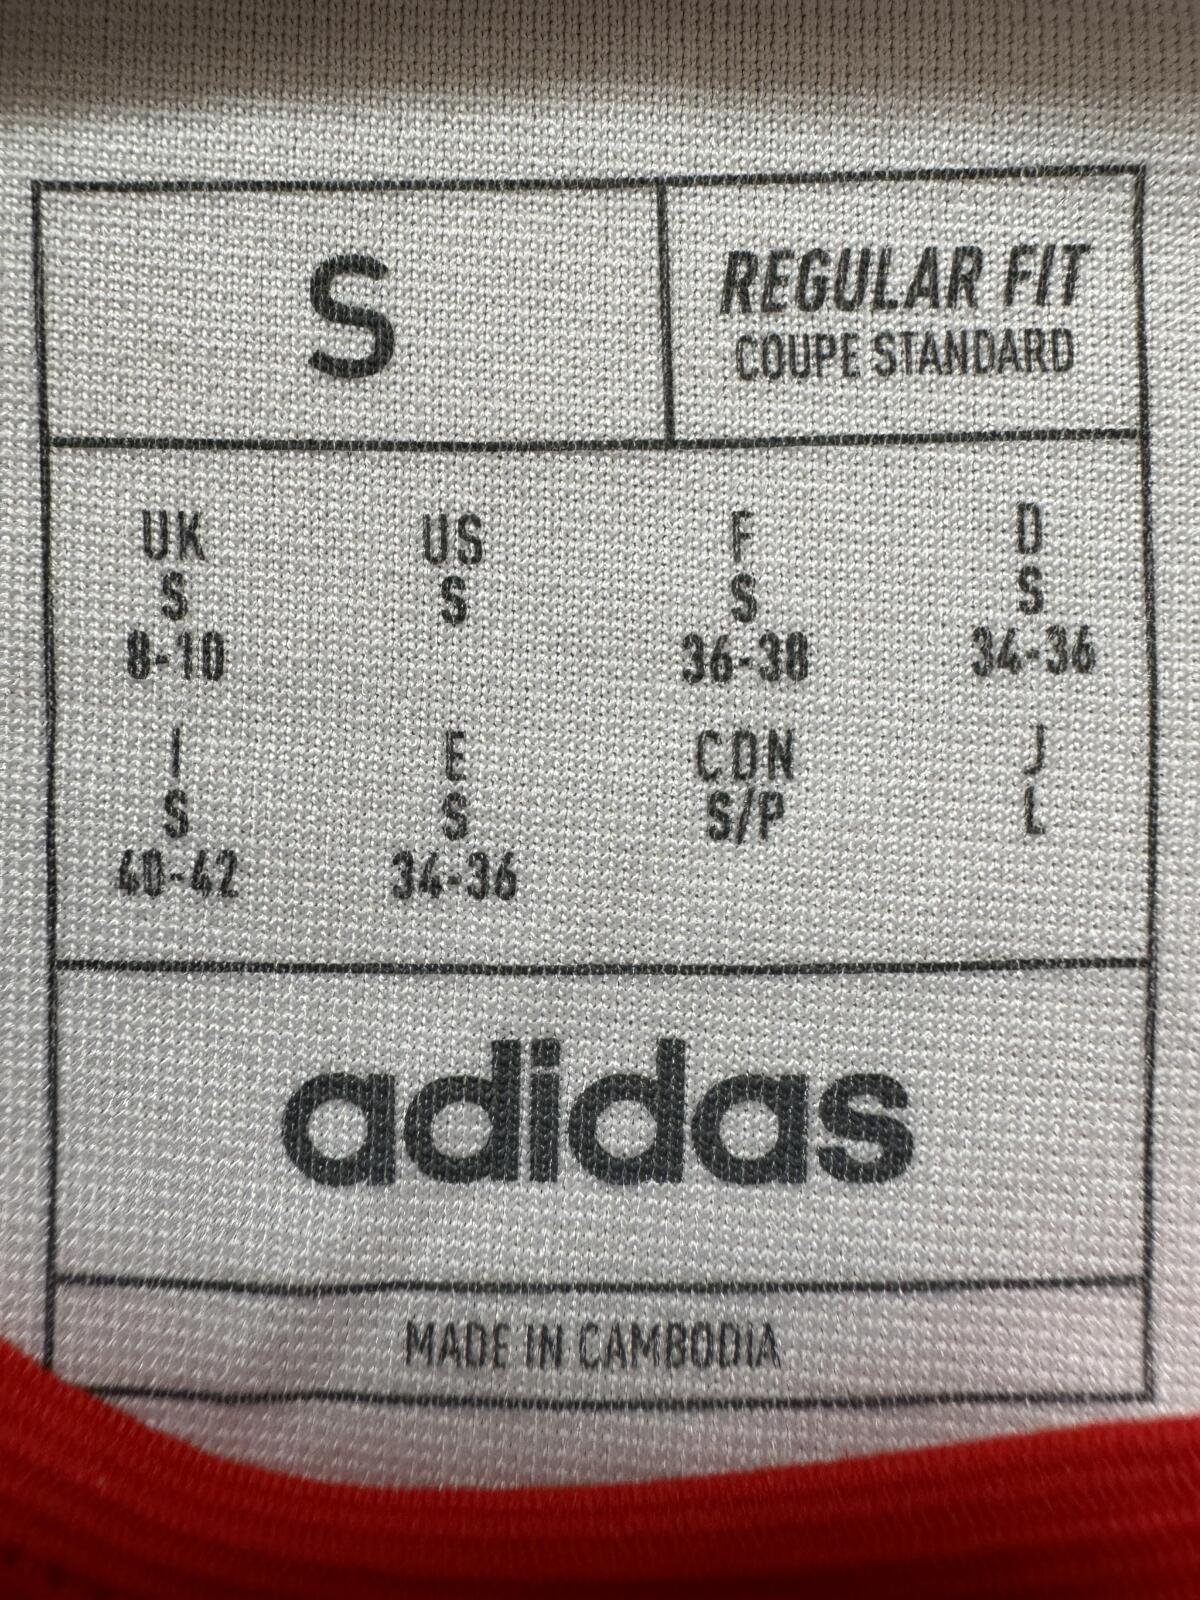 S
REGULAR FIT
COUPE STANDARD
UK US F D
S S S S
8-10 36-38 34-36
I E CDN J
S S S/P L
40-42 34-36
adidas
MADE IN CAMBODIA